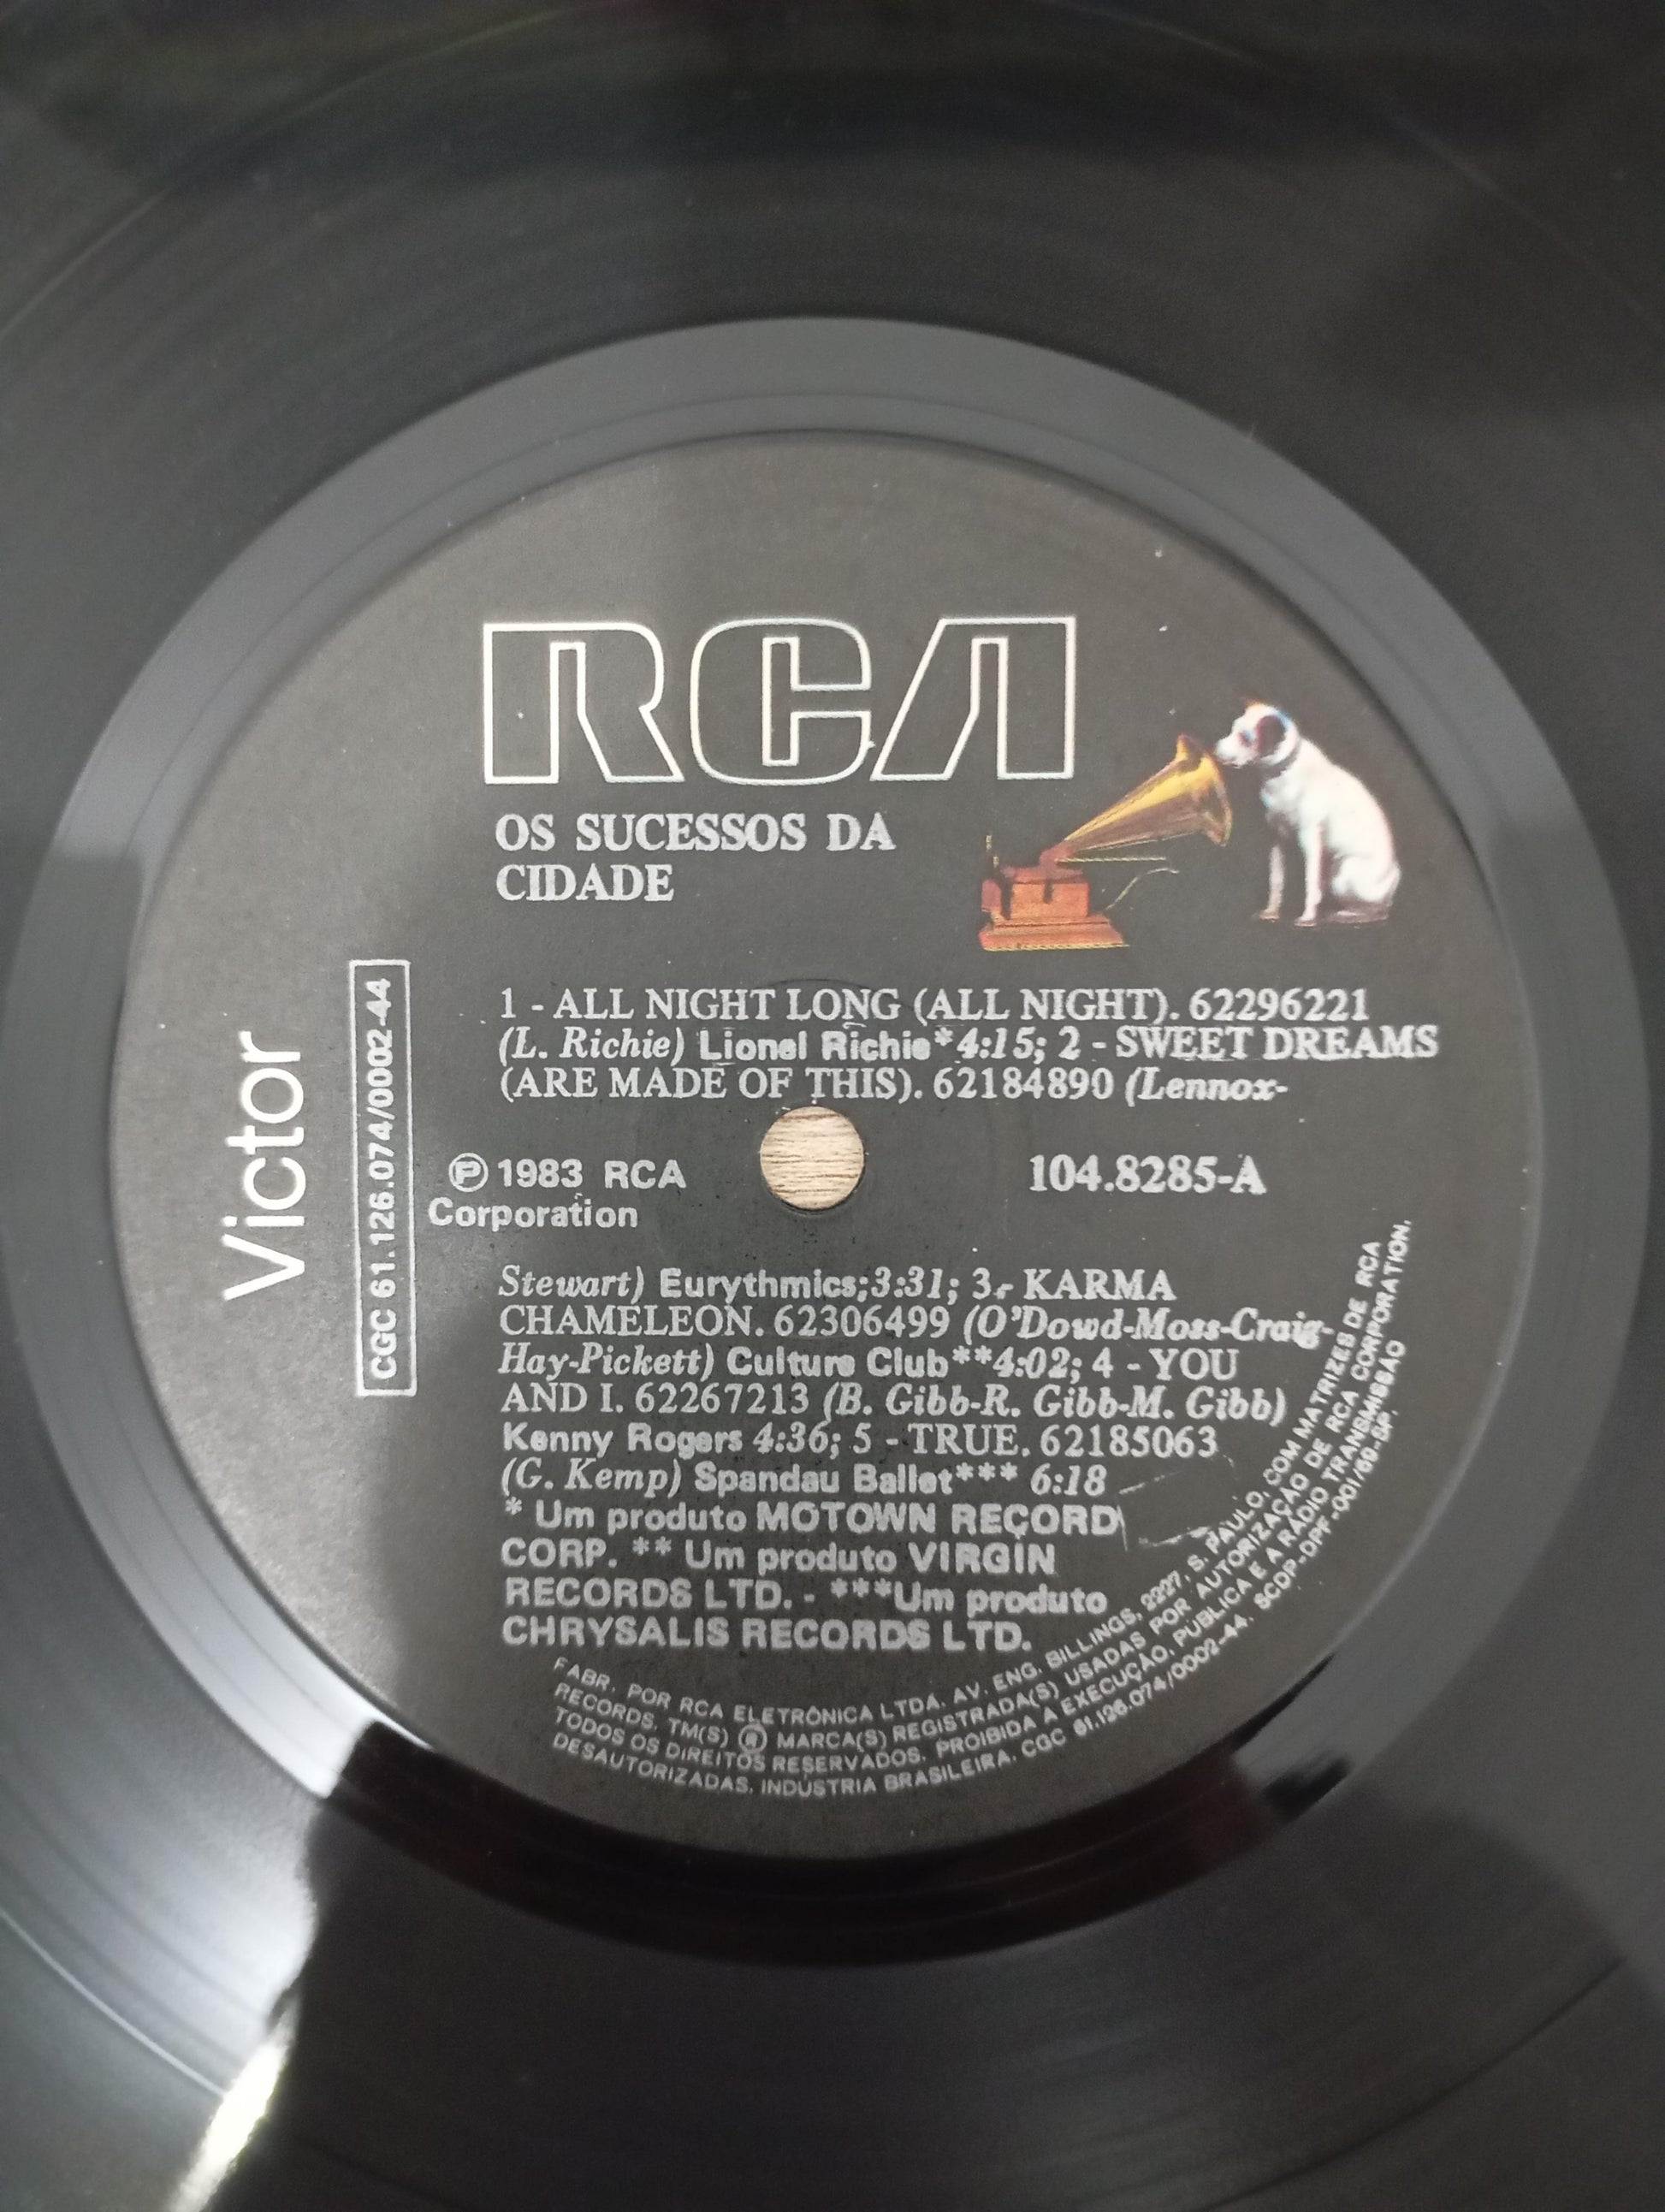 RCA
OS SUCESSOS DA
CIDADE
Victor
CGC 61.126.074/0002-44
1 - ALL NIGHT LONG (ALL NIGHT). 62296221
(L. Richie) Lionel Richie*4:15; 2 - SWEET DREAMS
(ARE MADE OF THIS). 62184890 (Lennox-
Ⓟ 1983 RCA
Corporation
104.8285-A
Stewart) Eurythmics;3:31; 3 - KARMA
CHAMELEON. 62306499 (O'Dowd-Moss-Craig-
Hay-Pickett) Culture Club**4:02; 4 - YOU
AND I. 62267213 (B. Gibb-R. Gibb-M. Gibb)
Kenny Rogers 4:36; 5 - TRUE. 62185063
(G. Kemp) Spandau Ballet*** 6:18
* Um produto MOTOWN RECORD
CORP. ** Um produto VIRGIN
RECORDS LTD. - ***Um produto
CHRYSALIS RECORDS LTD.
FABR. POR RCA ELETRÔNICA LTDA. AV. ENG. BILLINGS, 2227, S. PAULO, COM MATRIZES DE RCA
RECORDS. TM(S) ® MARCA(S) REGISTRADA(S) USADAS POR AUTORIZAÇÃO DE RCA CORPORATION.
TODOS OS DIREITOS RESERVADOS. PROIBIDA A EXECUÇÃO, PÚBLICA E A RÁDIO TRANSMISSÃO
DESAUTORIZADAS. INDÚSTRIA BRASILEIRA. CGC 61.126.074/0002-44. SCDP-DPF-001/69-SP.